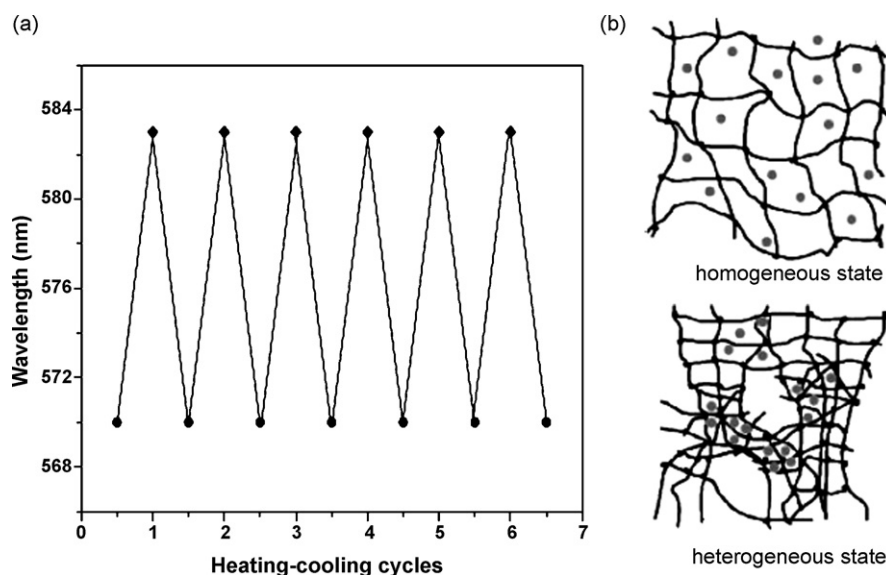 (a)
584
580
576
572
568
Wavelength (nm)
0 1 2 3 4 5 6 7
Heating-cooling cycles
(b)
homogeneous state
heterogeneous state